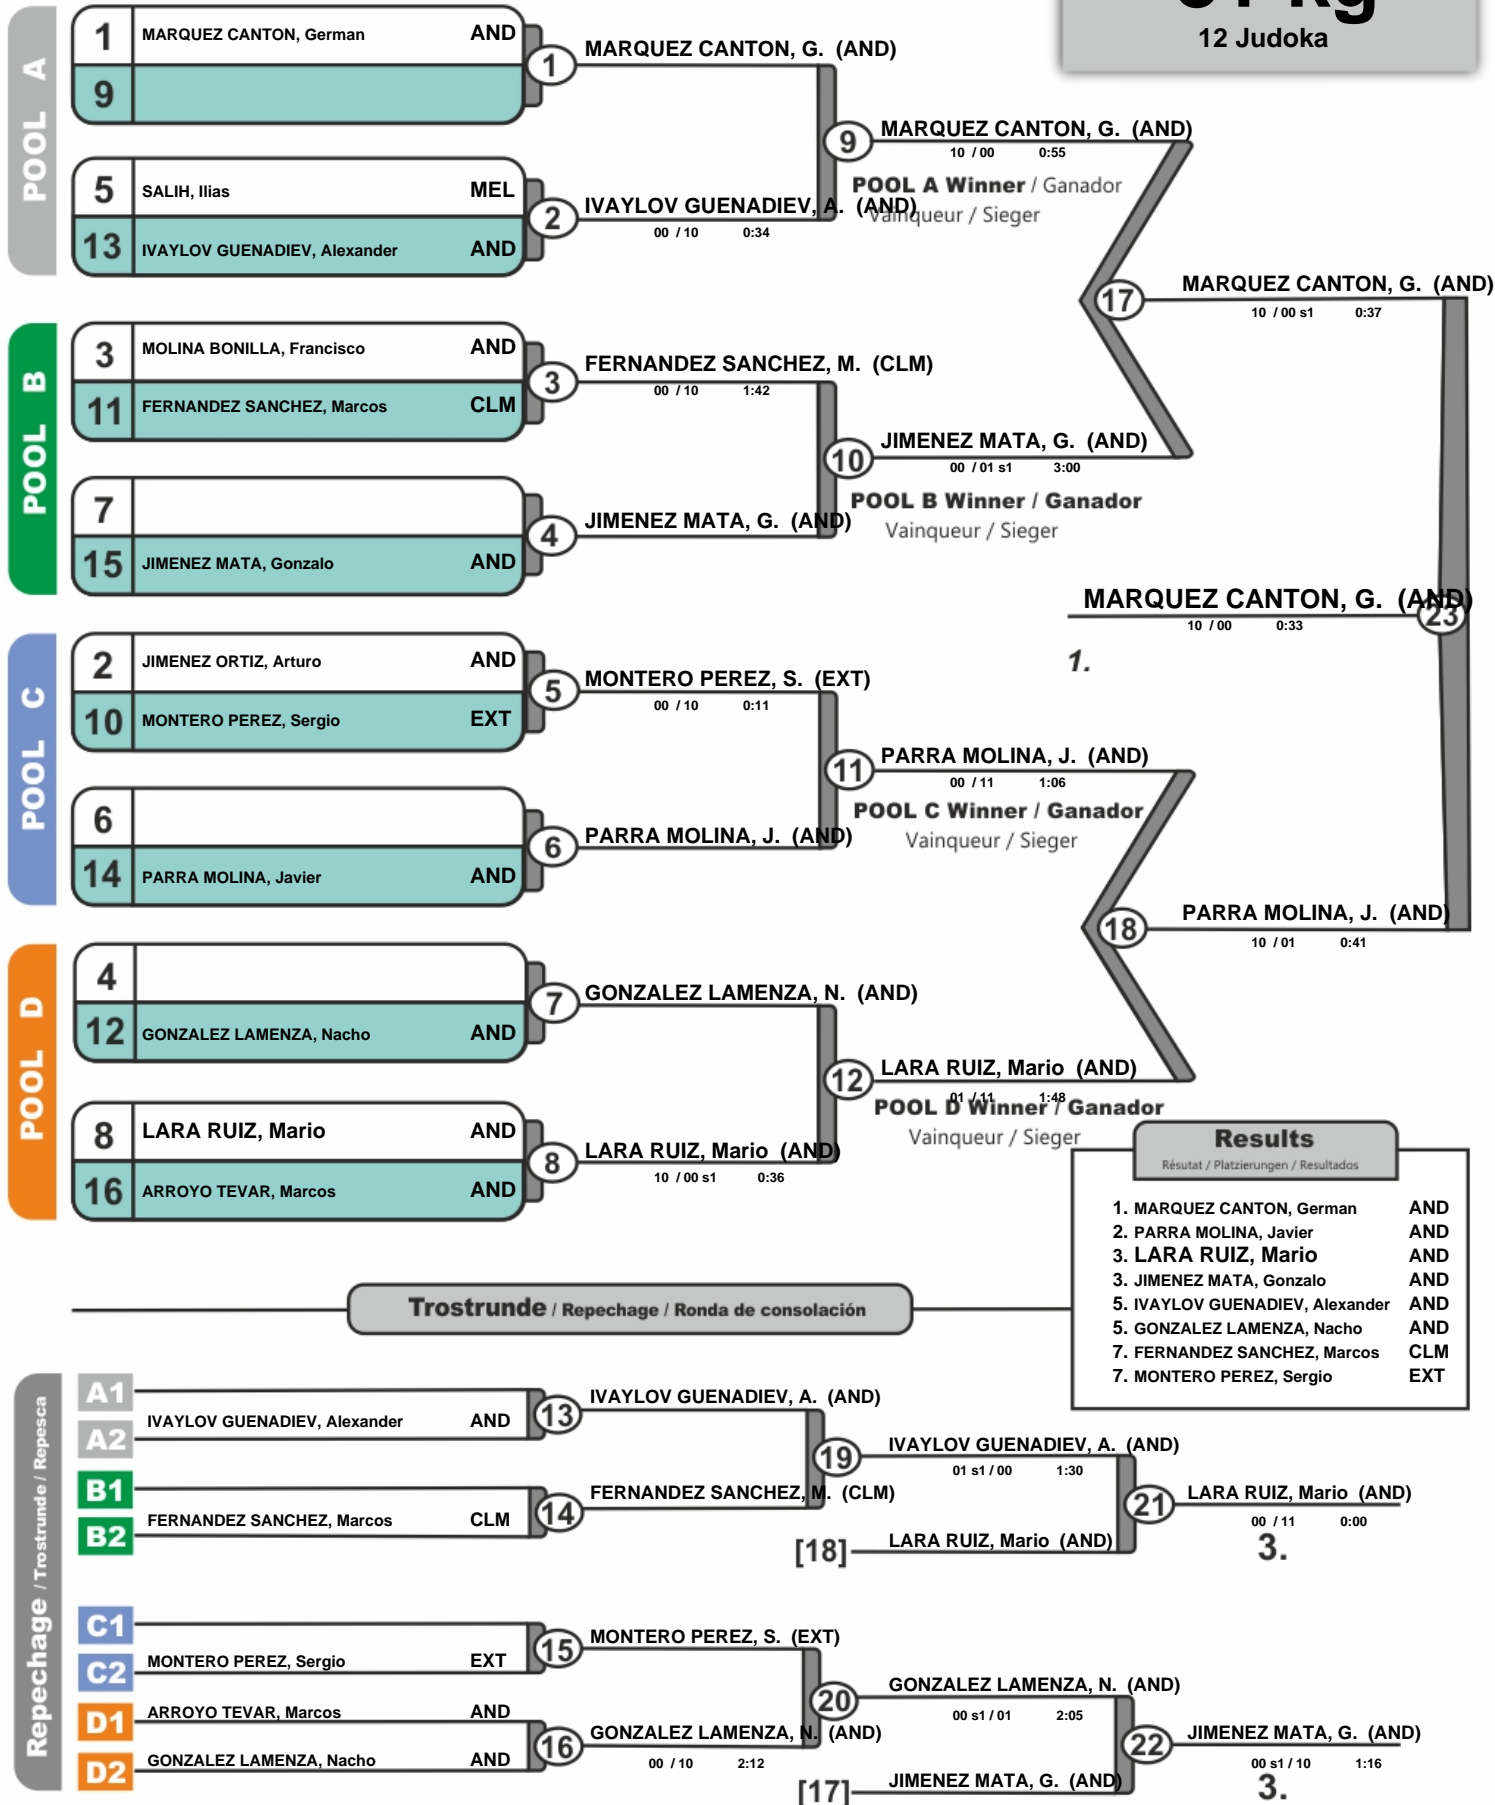 12 Judoka
POOL A
1 MARQUEZ CANTON, German AND
9
1
MARQUEZ CANTON, G. (AND)
5 SALIH, Ilias MEL
13 IVAYLOV GUENADIEV, Alexander AND
2
IVAYLOV GUENADIEV, A. (AND)
00 / 10 0:34
9
MARQUEZ CANTON, G. (AND)
10 / 00 0:55
POOL A Winner / Ganador
Vainqueur / Sieger
POOL B
3 MOLINA BONILLA, Francisco AND
11 FERNANDEZ SANCHEZ, Marcos CLM
3
FERNANDEZ SANCHEZ, M. (CLM)
00 / 10 1:42
7
15 JIMENEZ MATA, Gonzalo AND
4
JIMENEZ MATA, G. (AND)
10
JIMENEZ MATA, G. (AND)
00 / 01 s1 3:00
POOL B Winner / Ganador
Vainqueur / Sieger
17
MARQUEZ CANTON, G. (AND)
10 / 00 s1 0:37
MARQUEZ CANTON, G. (AND)
23
10 / 00 0:33
1.
POOL C
2 JIMENEZ ORTIZ, Arturo AND
10 MONTERO PEREZ, Sergio EXT
5
MONTERO PEREZ, S. (EXT)
00 / 10 0:11
6
14 PARRA MOLINA, Javier AND
6
PARRA MOLINA, J. (AND)
11
PARRA MOLINA, J. (AND)
00 / 11 1:06
POOL C Winner / Ganador
Vainqueur / Sieger
18
PARRA MOLINA, J. (AND)
10 / 01 0:41
POOL D
4
12 GONZALEZ LAMENZA, Nacho AND
7
GONZALEZ LAMENZA, N. (AND)
8 LARA RUIZ, Mario AND
16 ARROYO TEVAR, Marcos AND
8
LARA RUIZ, Mario (AND)
10 / 00 s1 0:36
12
LARA RUIZ, Mario (AND)
01 / 11 1:48
POOL D Winner / Ganador
Vainqueur / Sieger
Results
Résutat / Platzierungen / Resultados
1. MARQUEZ CANTON, German AND
2. PARRA MOLINA, Javier AND
3. LARA RUIZ, Mario AND
3. JIMENEZ MATA, Gonzalo AND
5. IVAYLOV GUENADIEV, Alexander AND
5. GONZALEZ LAMENZA, Nacho AND
7. FERNANDEZ SANCHEZ, Marcos CLM
7. MONTERO PEREZ, Sergio EXT
Trostrunde / Repechage / Ronda de consolación
Repechage / Trostrunde / Repesca
A1
A2 IVAYLOV GUENADIEV, Alexander AND
13
IVAYLOV GUENADIEV, A. (AND)
B1
B2 FERNANDEZ SANCHEZ, Marcos CLM
14
FERNANDEZ SANCHEZ, M. (CLM)
19
IVAYLOV GUENADIEV, A. (AND)
01 s1 / 00 1:30
[18] LARA RUIZ, Mario (AND)
21
LARA RUIZ, Mario (AND)
00 / 11 0:00
3.
C1
C2 MONTERO PEREZ, Sergio EXT
15
MONTERO PEREZ, S. (EXT)
D1 ARROYO TEVAR, Marcos AND
D2 GONZALEZ LAMENZA, Nacho AND
16
GONZALEZ LAMENZA, N. (AND)
00 / 10 2:12
20
GONZALEZ LAMENZA, N. (AND)
00 s1 / 01 2:05
[17] JIMENEZ MATA, G. (AND)
22
JIMENEZ MATA, G. (AND)
00 s1 / 10 1:16
3.